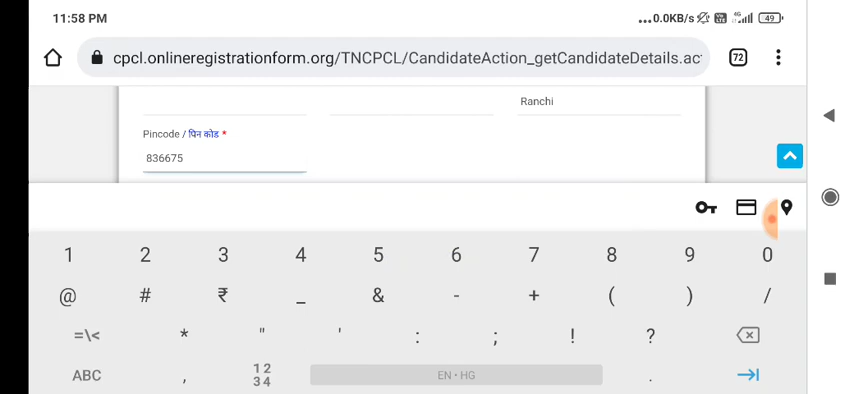 11:58 PM ...0.0KB/s 4G 49
cpcl.onlineregistrationform.org/TNCPCL/CandidateAction_getCandidateDetails.ac 72
Ranchi
Pincode / पिन कोड *
836675
1 2 3 4 5 6 7 8 9 0
@ # ₹ _ & - + ( ) /
=\< * " ' : ; ! ?
ABC , 12 34 EN • HG .